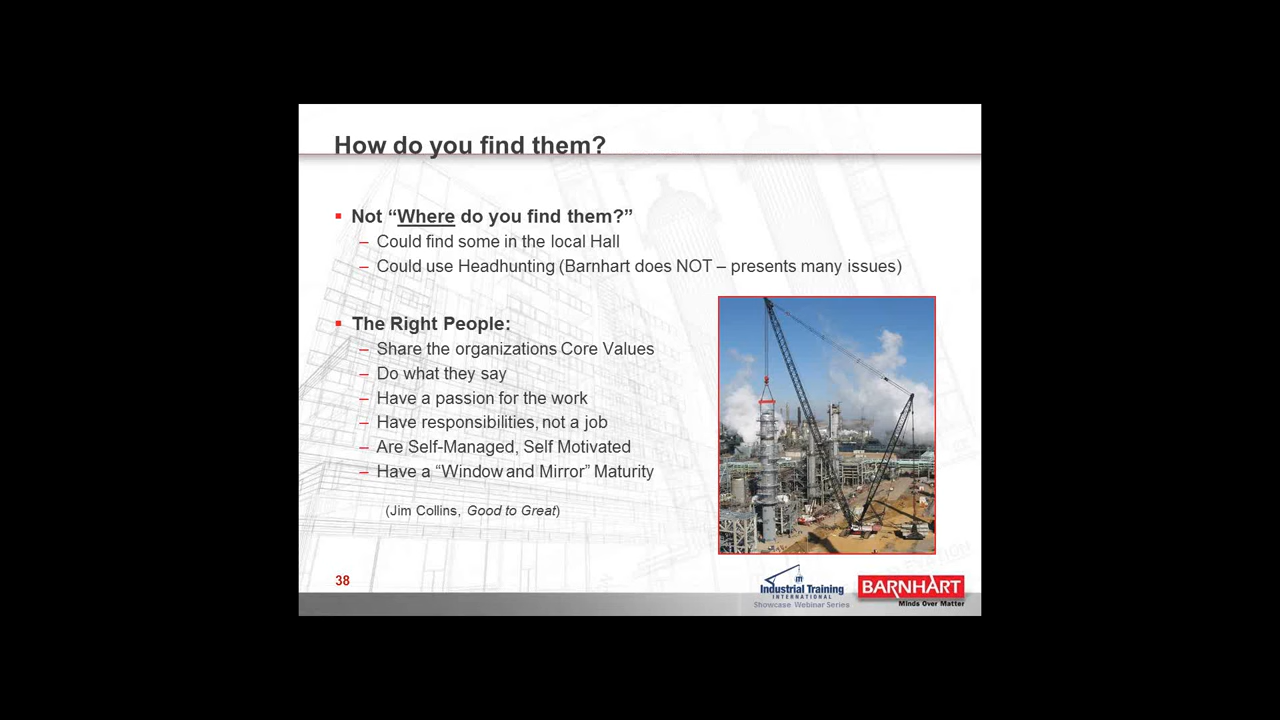 How do you find them?
Not “Where do you find them?”
– Could find some in the local Hall
– Could use Headhunting (Barnhart does NOT – presents many issues)
The Right People:
– Share the organizations Core Values
– Do what they say
– Have a passion for the work
– Have responsibilities, not a job
– Are Self-Managed, Self Motivated
– Have a “Window and Mirror” Maturity
(Jim Collins, Good to Great)
38
iti
Industrial Training
INTERNATIONAL
Showcase Webinar Series
BARNHART
Minds Over Matter